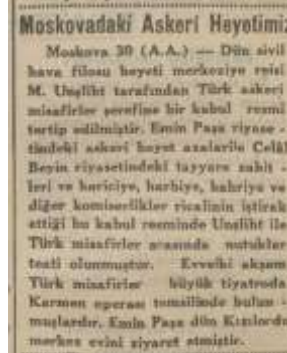 Moskovadaki Askerî Heyetimiz
Moskova 30 (A.A.) — Dün sivil
hava filosu heyeti merkeziye reisi
M. Unşliht tarafından Türk askerî
misafirler şerefine bir kabul resmi
tertip edilmiştir. Emin Paşa riyase -
tindeki askerî heyet azalarile Celâl
Beyin riyasetindeki tayyare zabit -
leri ve hariciye, harbiye, bahriye ve
diğer komiserlikler ricalinin iştirak
ettiği bu kabul resminde Unşliht ile
Türk misafirler arasında nutuklar
teati olunmuştur. Evvelki akşam
Türk misafirler büyük tiyatroda
Karmen operası temsilinde bulun -
muşlardır. Emin Paşa dün Kızılordu
merkez evini ziyaret etmiştir.